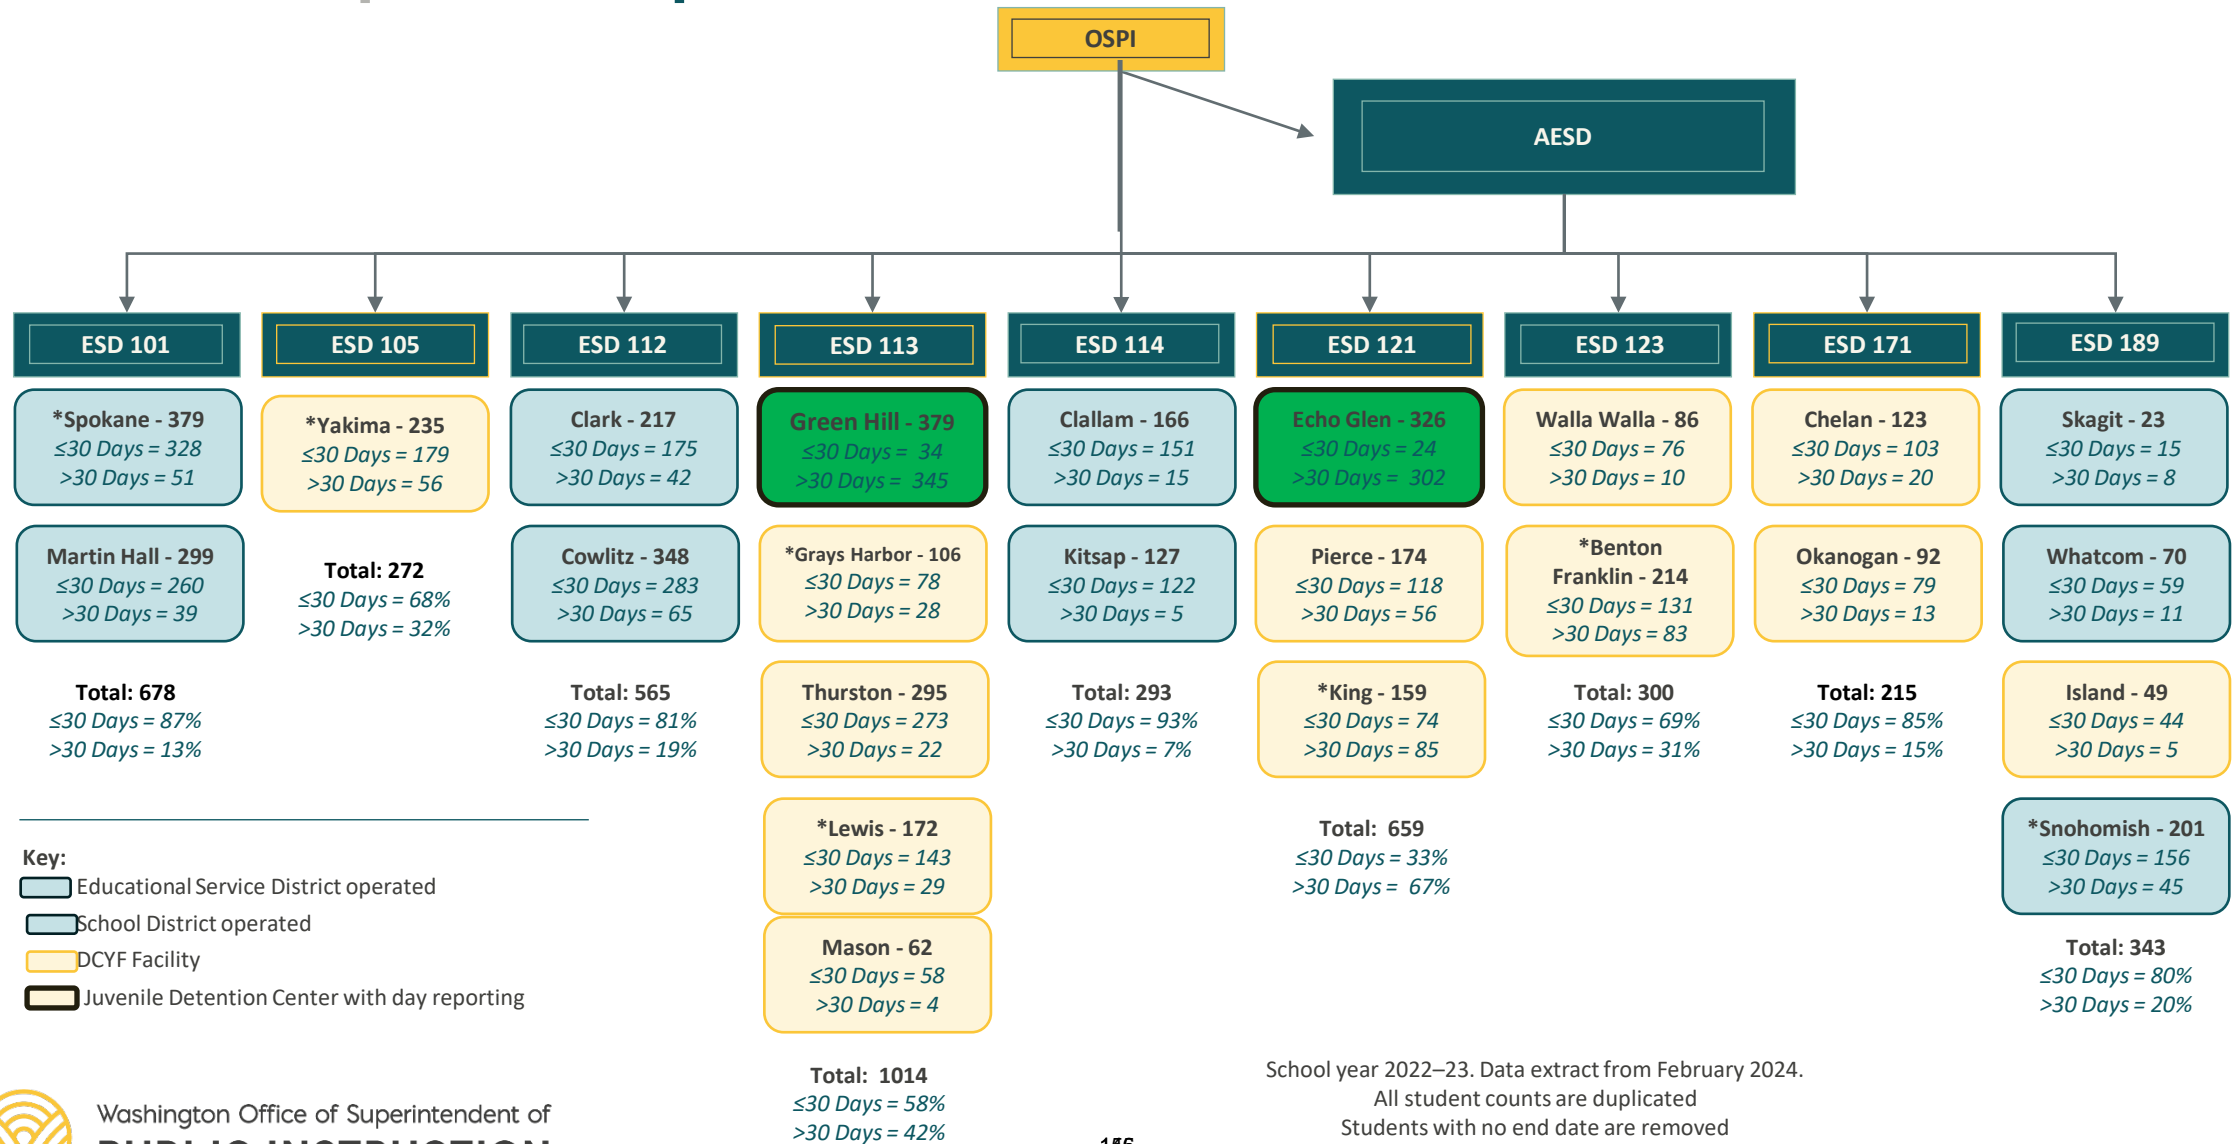 OSPI
AESD
ESD 101
ESD 105
ESD 112
ESD 113
ESD 114
ESD 121
ESD 123
ESD 171
ESD 189
*Spokane - 379
≤30 Days = 328
>30 Days = 51
Martin Hall - 299
≤30 Days = 260
>30 Days = 39
Total: 678
≤30 Days = 87%
>30 Days = 13%
*Yakima - 235
≤30 Days = 179
>30 Days = 56
Total: 272
≤30 Days = 68%
>30 Days = 32%
Clark - 217
≤30 Days = 175
>30 Days = 42
Cowlitz - 348
≤30 Days = 283
>30 Days = 65
Total: 565
≤30 Days = 81%
>30 Days = 19%
Green Hill - 379
≤30 Days = 34
>30 Days = 345
*Grays Harbor - 106
≤30 Days = 78
>30 Days = 28
Thurston - 295
≤30 Days = 273
>30 Days = 22
*Lewis - 172
≤30 Days = 143
>30 Days = 29
Mason - 62
≤30 Days = 58
>30 Days = 4
Total: 1014
≤30 Days = 58%
>30 Days = 42%
Clallam - 166
≤30 Days = 151
>30 Days = 15
Kitsap - 127
≤30 Days = 122
>30 Days = 5
Total: 293
≤30 Days = 93%
>30 Days = 7%
Echo Glen - 326
≤30 Days = 24
>30 Days = 302
Pierce - 174
≤30 Days = 118
>30 Days = 56
*King - 159
≤30 Days = 74
>30 Days = 85
Total: 659
≤30 Days = 33%
>30 Days = 67%
Walla Walla - 86
≤30 Days = 76
>30 Days = 10
*Benton
Franklin - 214
≤30 Days = 131
>30 Days = 83
Total: 300
≤30 Days = 69%
>30 Days = 31%
Chelan - 123
≤30 Days = 103
>30 Days = 20
Okanogan - 92
≤30 Days = 79
>30 Days = 13
Total: 215
≤30 Days = 85%
>30 Days = 15%
Skagit - 23
≤30 Days = 15
>30 Days = 8
Whatcom - 70
≤30 Days = 59
>30 Days = 11
Island - 49
≤30 Days = 44
>30 Days = 5
*Snohomish - 201
≤30 Days = 156
>30 Days = 45
Total: 343
≤30 Days = 80%
>30 Days = 20%
Key:
Educational Service District operated
School District operated
DCYF Facility
Juvenile Detention Center with day reporting
Washington Office of Superintendent of
PUBLIC INSTRUCTION
School year 2022–23. Data extract from February 2024.
All student counts are duplicated
Students with no end date are removed